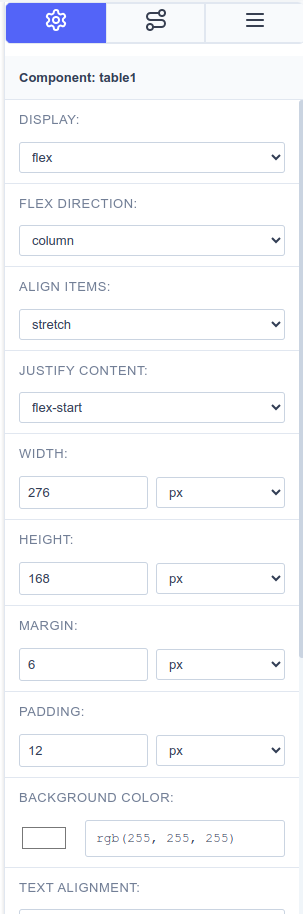 Component: table1
DISPLAY:
flex
FLEX DIRECTION:
column
ALIGN ITEMS:
stretch
JUSTIFY CONTENT:
flex-start
WIDTH:
276 px
HEIGHT:
168 px
MARGIN:
6 px
PADDING:
12 px
BACKGROUND COLOR:
rgb(255, 255, 255)
TEXT ALIGNMENT: